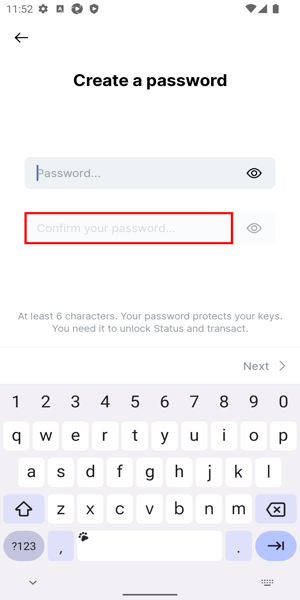 11:52
Create a password
Password...
Confirm your password...
At least 6 characters. Your password protects your keys.
You need it to unlock Status and transact.
Next
1 2 3 4 5 6 7 8 9 0
q w e r t y u i o p
a s d f g h j k l
z x c v b n m
?123 , .